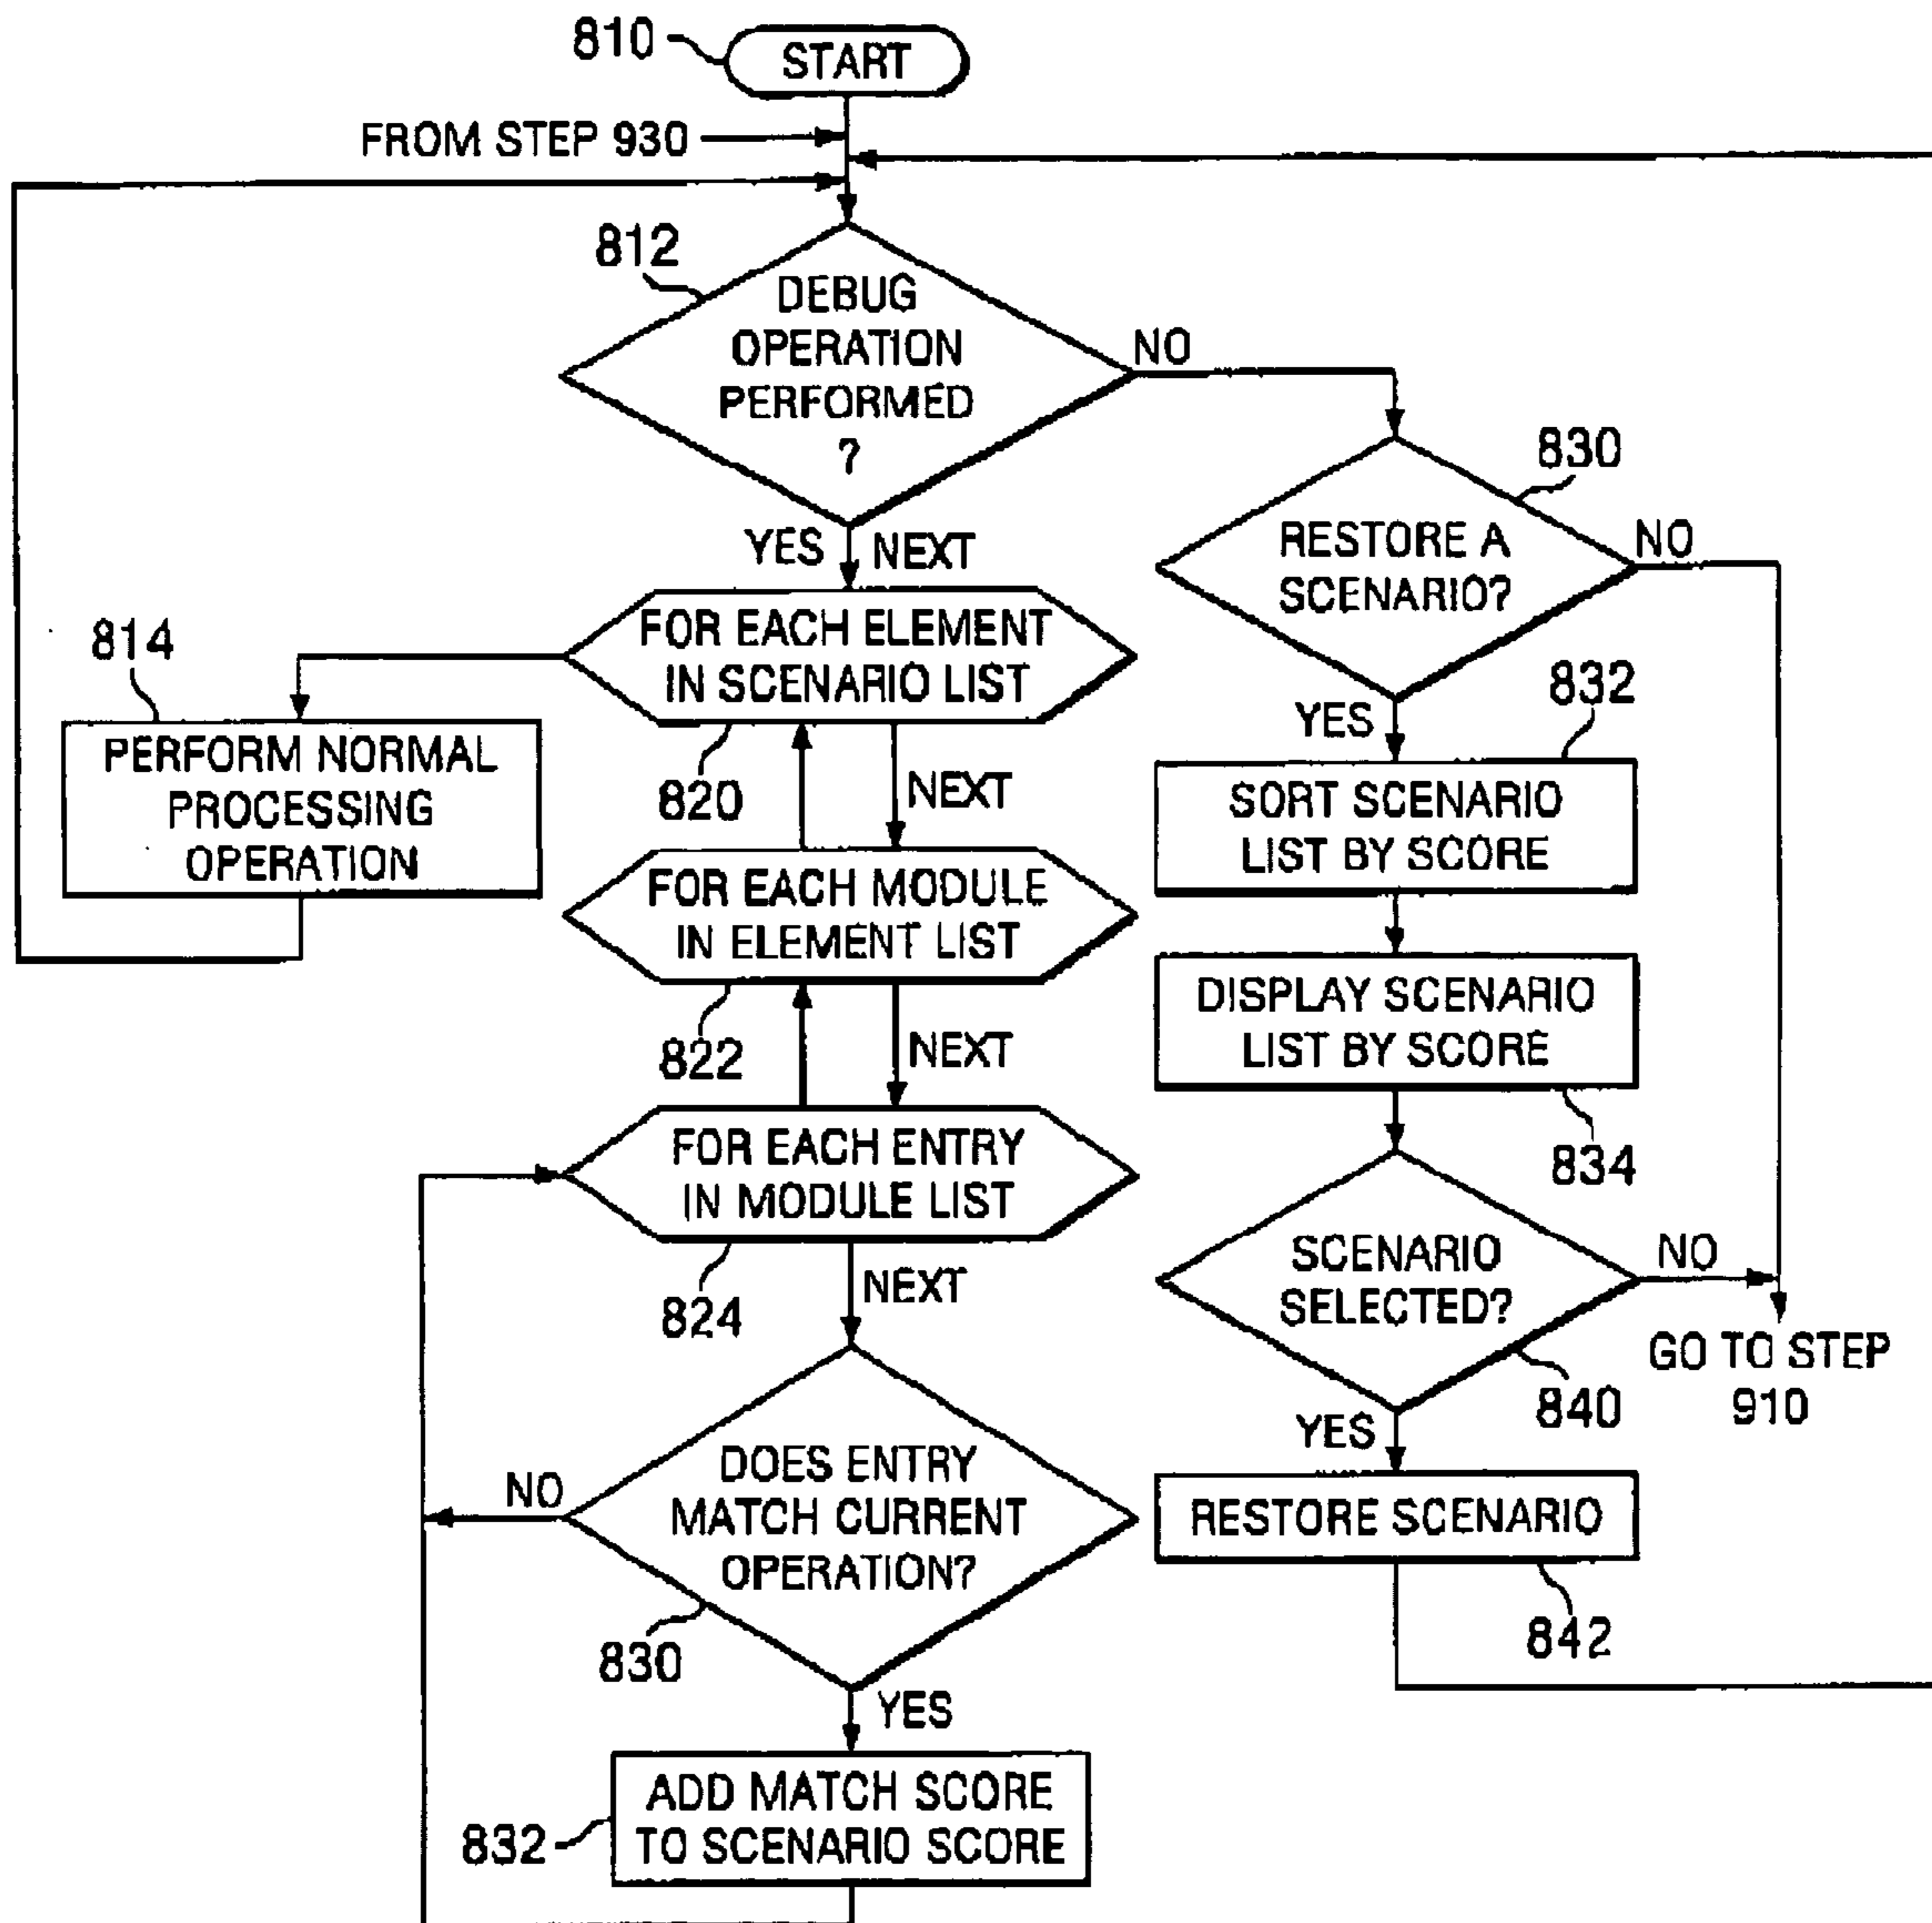 810
START
FROM STEP 930
812
DEBUG
OPERATION
PERFORMED
?
NO
YES
NEXT
830
RESTORE A
SCENARIO?
NO
YES
FOR EACH ELEMENT
IN SCENARIO LIST
820
NEXT
814
PERFORM NORMAL
PROCESSING
OPERATION
832
SORT SCENARIO
LIST BY SCORE
FOR EACH MODULE
IN ELEMENT LIST
822
NEXT
DISPLAY SCENARIO
LIST BY SCORE
834
FOR EACH ENTRY
IN MODULE LIST
824
NEXT
SCENARIO
SELECTED?
NO
840
GO TO STEP
910
YES
DOES ENTRY
MATCH CURRENT
OPERATION?
NO
830
YES
RESTORE SCENARIO
842
ADD MATCH SCORE
TO SCENARIO SCORE
832